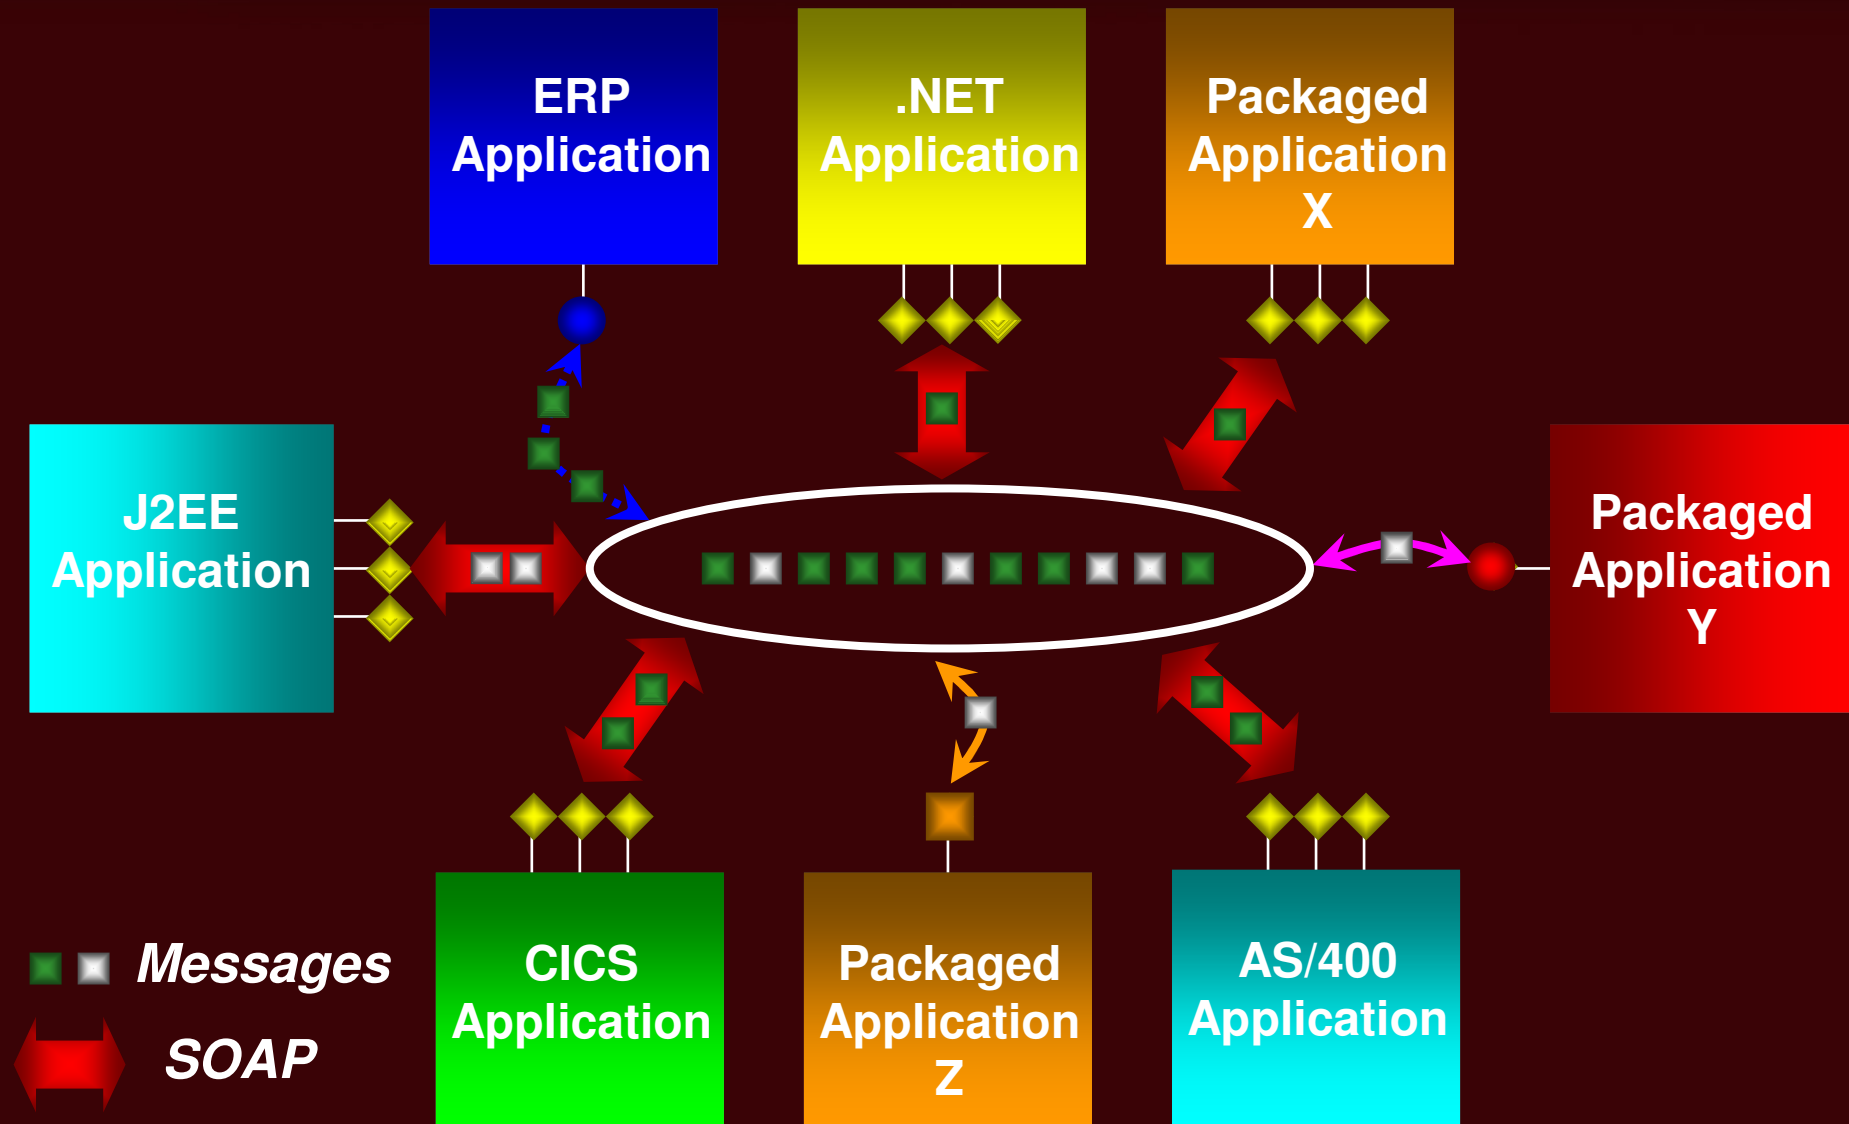 ERP
Application
.NET
Application
Packaged
Application
X
J2EE
Application
Packaged
Application
Y
CICS
Application
Packaged
Application
Z
AS/400
Application
Messages
SOAP